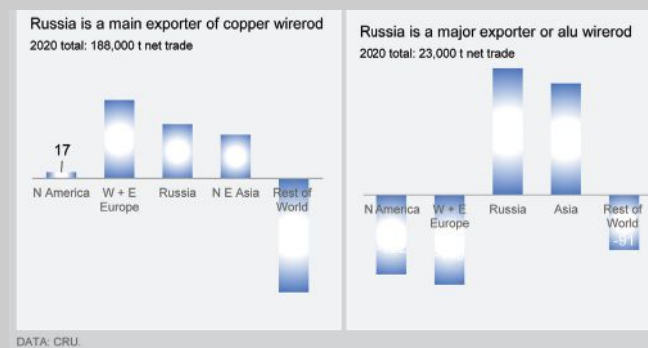 Russia is a main exporter of copper wirerod
2020 total: 188,000 t net trade
17
N America
W + E
Europe
Russia
N E Asia
Rest of
World
Russia is a major exporter or alu wirerod
2020 total: 23,000 t net trade
N America
W + E
Europe
Russia
Asia
Rest of
World
-91
DATA: CRU.